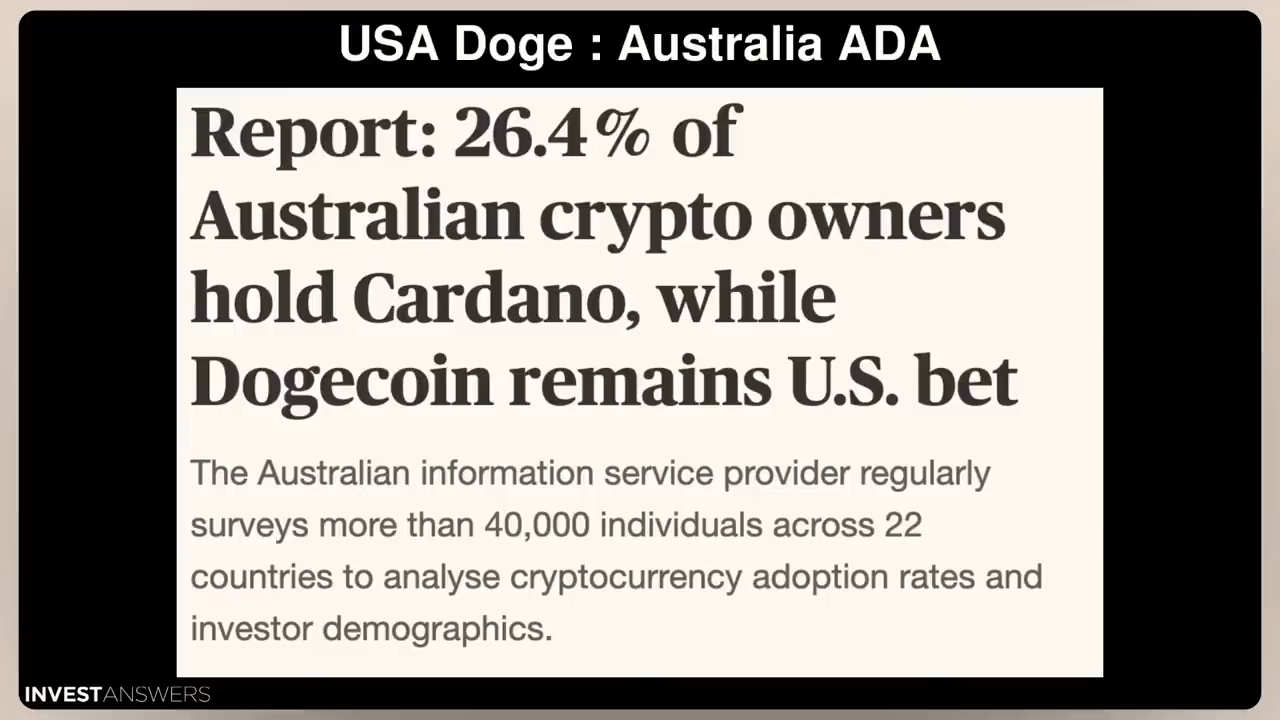 USA Doge : Australia ADA
Report: 26.4% of
Australian crypto owners
hold Cardano, while
Dogecoin remains U.S. bet
The Australian information service provider regularly
surveys more than 40,000 individuals across 22
countries to analyse cryptocurrency adoption rates and
investor demographics.
INVESTANSWERS